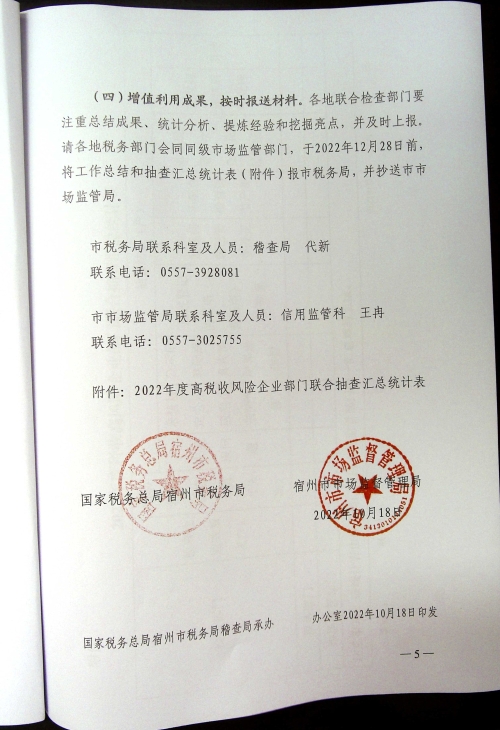 （四）增值利用成果，按时报送材料。各地联合检查部门要
注重总结成果、统计分析、提炼经验和挖掘亮点，并及时上报。
请各地税务部门会同同级市场监管部门，于2022年12月28日前，
将工作总结和抽查汇总统计表（附件）报市税务局，并抄送市市
场监管局。
市税务局联系科室及人员：稽查局 代新
联系电话：0557-3928081
市市场监管局联系科室及人员：信用监管科 王冉
联系电话：0557-3025755
附件：2022年度高税收风险企业部门联合抽查汇总统计表
国家税务总局宿州市税务局
宿州市市场监督管理局
2022年10月18日
国家税务总局宿州市税务局稽查局承办
办公室2022年10月18日印发
—5—